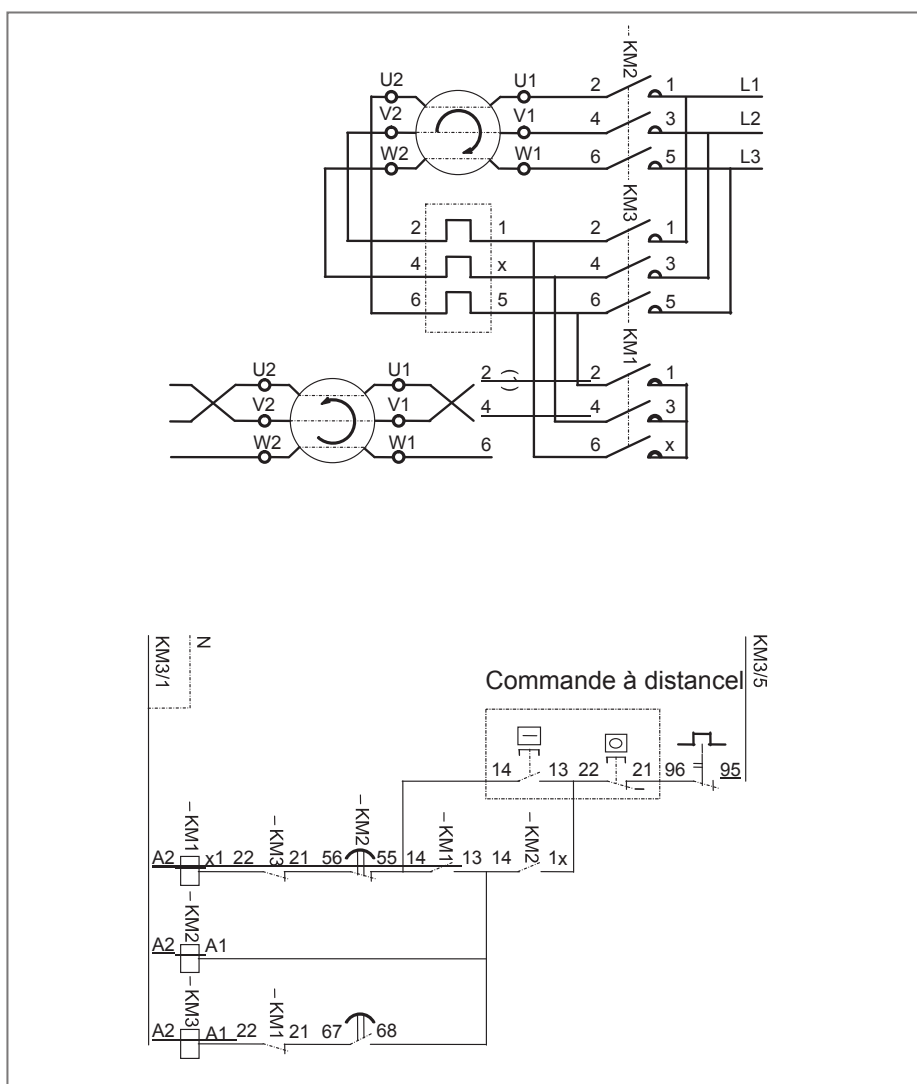 –KM2
U2 U1 2 1 L1
V2 V1 4 3 L2
W2 W1 6 5 L3
KM3
2 1 2 1
4 x 4 3
6 5 6 5
KM1
U2 U1 2 (1) 2 1
V2 V1 4 4 3
W2 W1 6 6 x
KM3/1
N
KM3/5
Commande à distancel
14 13 22 21 96 95
–KM1
–KM3
–KM2
–KM1
–KM2
A2 x1 22 21 56 55 14 13 14 1x
–KM2
A2 A1
–KM3
–KM1
A2 A1 22 21 67 68